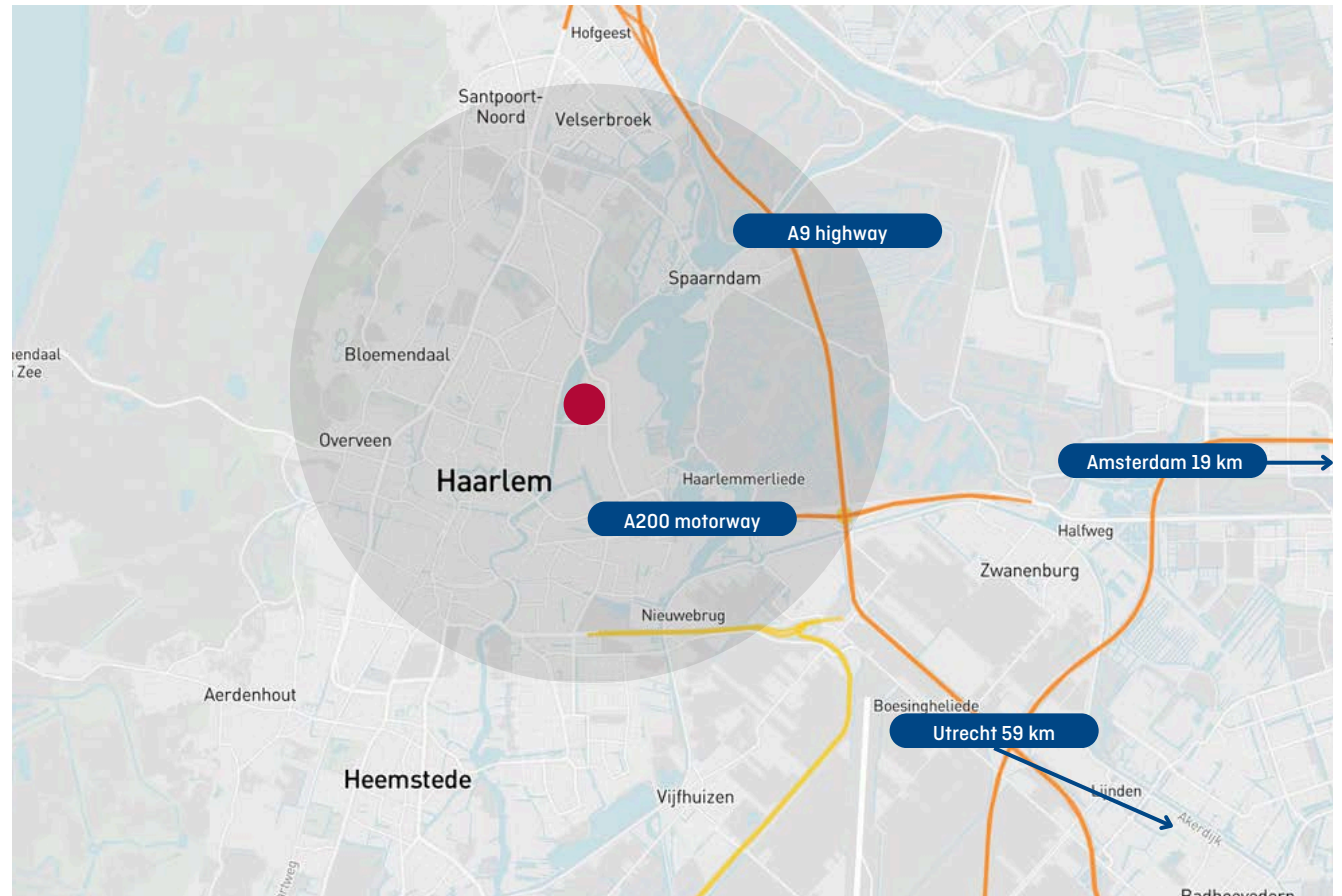 Hofgeest
Santpoort-
Noord
Velserbroek
A9 highway
Spaarndam
Bloemendaal
Zee
Overveen
Amsterdam 19 km
Haarlem
Haarlemmerliede
A200 motorway
Halfweg
Zwanenburg
Nieuwebrug
Aerdenhout
Boesingheliede
Utrecht 59 km
Heemstede
Vijfhuizen
Lijnden
Akerdijk